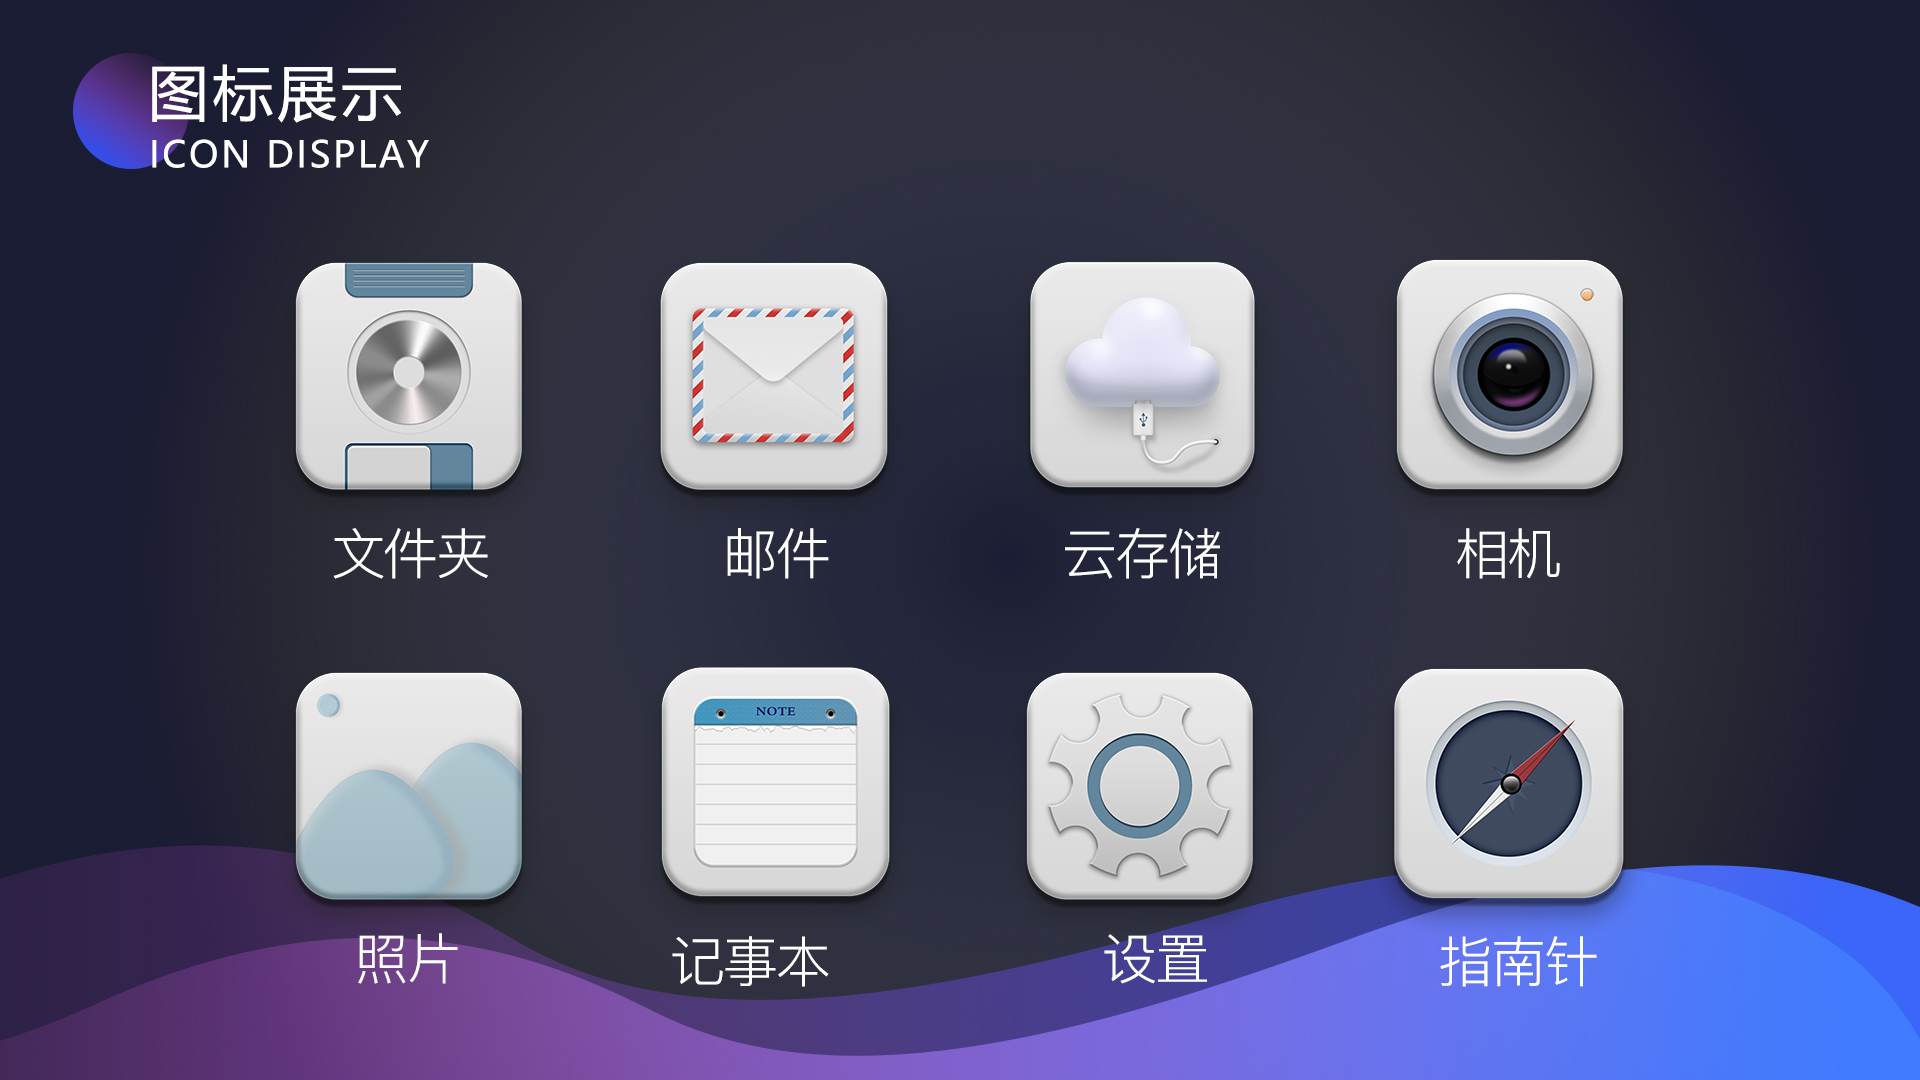 图标展示
ICON DISPLAY
文件夹
邮件
云存储
相机
NOTE
照片
记事本
设置
指南针